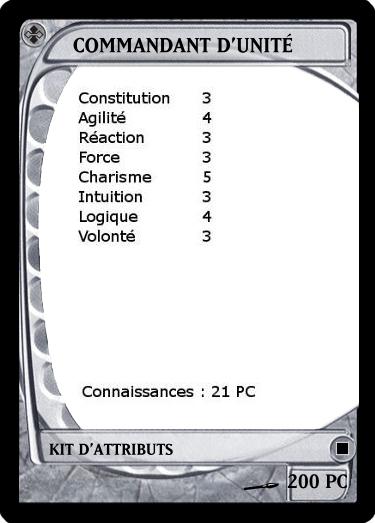 COMMANDANT D'UNITÉ
Constitution 3
Agilité 4
Réaction 3
Force 3
Charisme 5
Intuition 3
Logique 4
Volonté 3
Connaissances : 21 PC
KIT D'ATTRIBUTS
200 PC